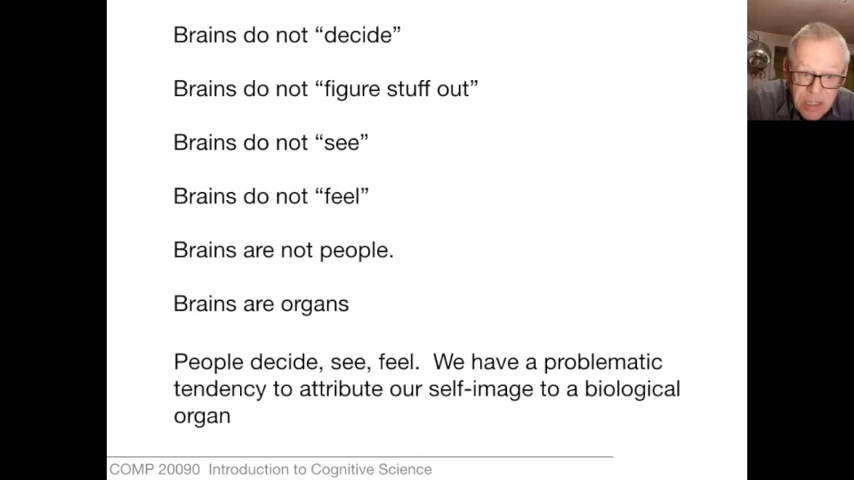 Brains do not “decide”
Brains do not “figure stuff out”
Brains do not “see”
Brains do not “feel”
Brains are not people.
Brains are organs
People decide, see, feel.  We have a problematic
tendency to attribute our self-image to a biological
organ
COMP 20090  Introduction to Cognitive Science